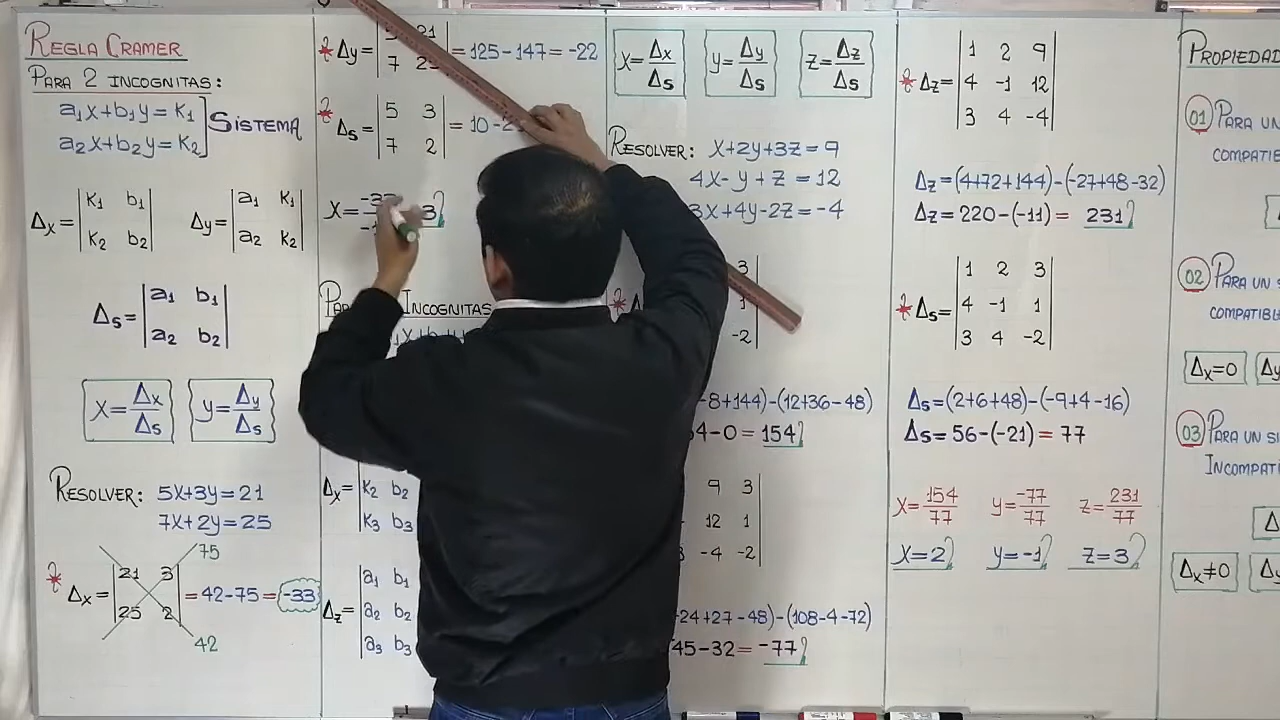 REGLA CRAMER
PARA 2 INCOGNITAS:
a₁x+b₁y=K₁
a₂x+b₂y=K₂
SISTEMA
Δx= |K₁ b₁|
|K₂ b₂|
Δy= |a₁ K₁|
|a₂ K₂|
Δs= |a₁ b₁|
|a₂ b₂|
X=Δx/Δs
y=Δy/Δs
RESOLVER: 5X+3y=21
7X+2y=25
75
Δx= |21 3| =42-75= -33
|25 2|
42
Δy= =125-147= -22
7
Δs= |5 3| =10-
|7 2|
X=
3
INCOGNITAS
Δx= K₂ b₂
K₃ b₃
Δz= a₁ b₁
a₂ b₂
a₃ b₃
X=Δx/Δs
y=Δy/Δs
Z=Δz/Δs
RESOLVER: X+2y+3z=9
4X-y+z=12
3X+4y-2z=-4
3
1
-2
-8+144)-(12+36-48)
4-0= 154
9 3
12 1
-4 -2
24+27-48)-(108-4-72)
45-32= -77
Δz= |1 2 9|
|4 -1 12|
|3 4 -4|
Δz=(4+72+144)-(-27+48-32)
Δz=220-(-11)= 231
Δs= |1 2 3|
|4 -1 1|
|3 4 -2|
Δs=(2+6+48)-(-9+4-16)
Δs=56-(-21)=77
X=154/77 y=-77/77 z=231/77
X=2 y=-1 z=3
PROPIEDAD
01 PARA UN
COMPATIB
02 PARA UN S
COMPATIBL
Δx=0 Δy
03 PARA UN SI
INCOMPATI
Δ
Δx≠0 Δy